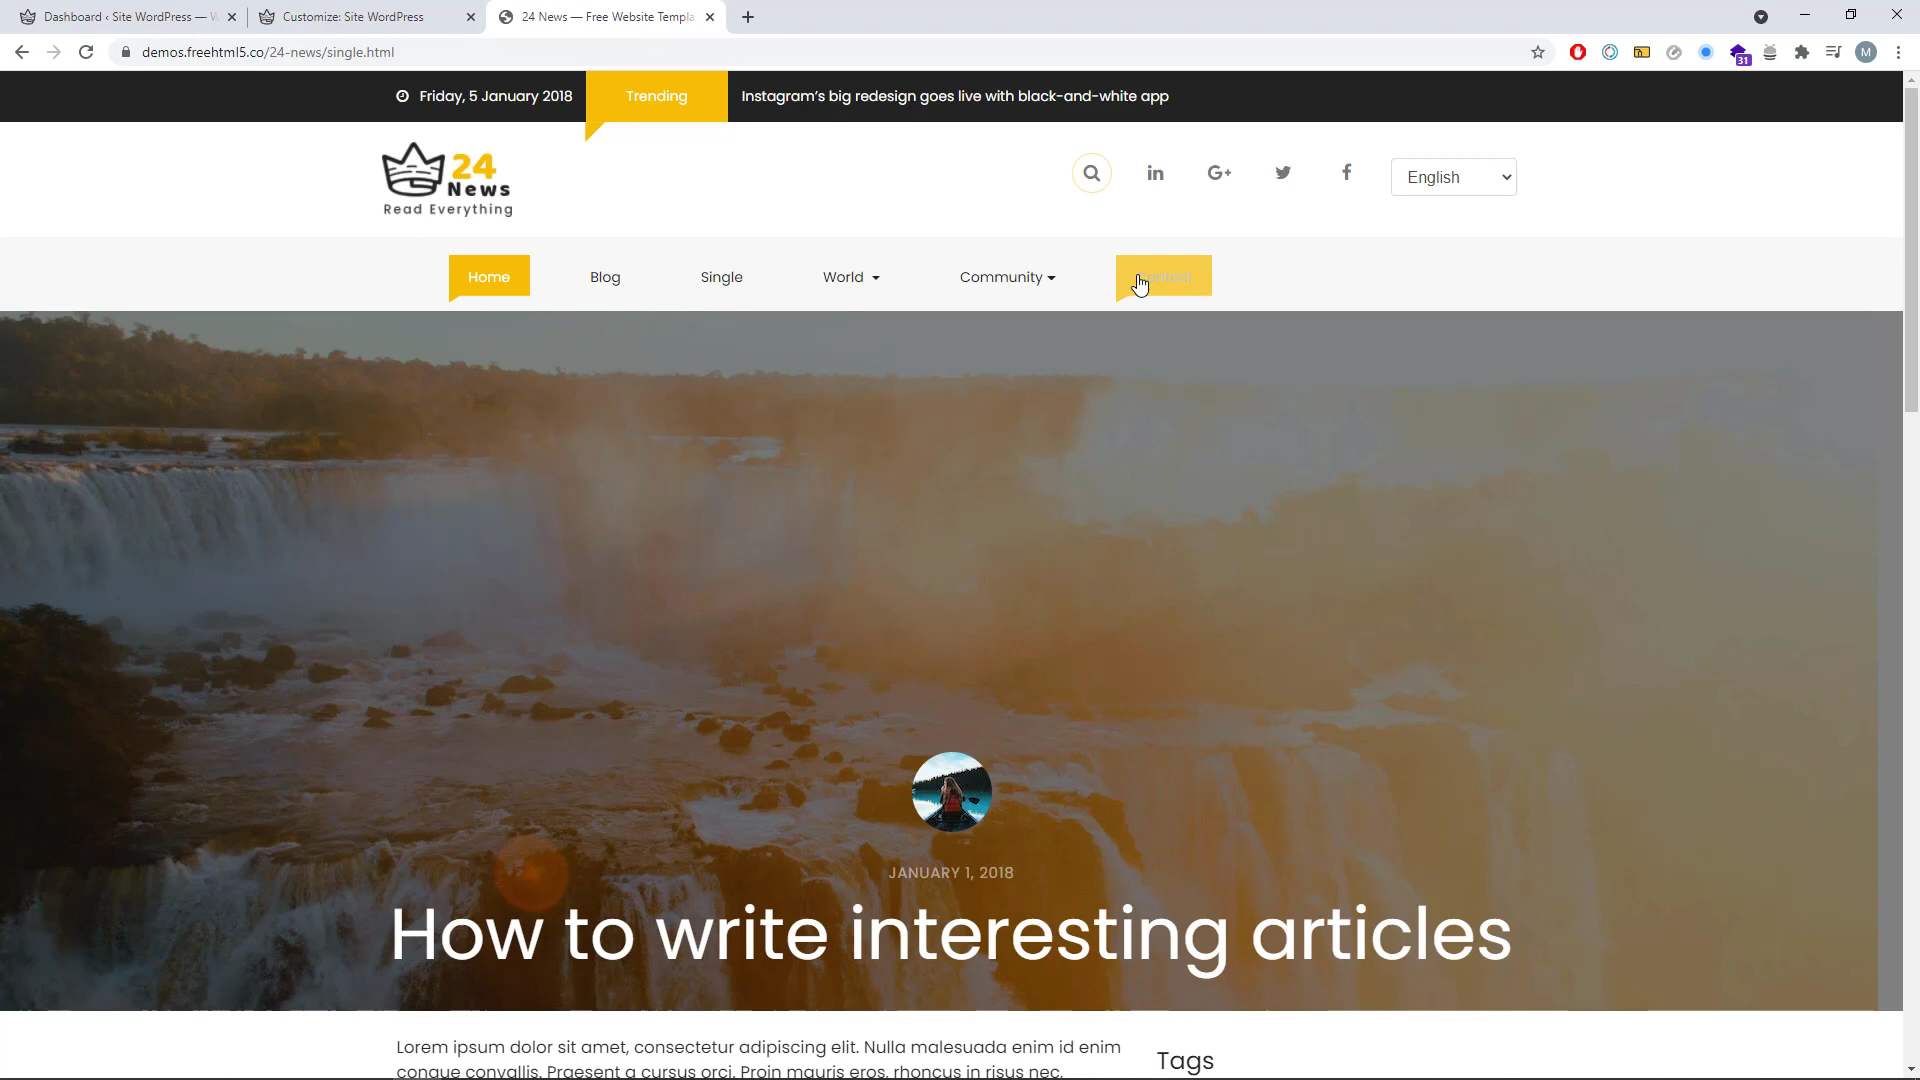 Dashboard ‹ Site WordPress —
Customize: Site WordPress
24 News — Free Website Templa
demos.freehtml5.co/24-news/single.html
31
M
Friday, 5 January 2018
Trending
Instagram's big redesign goes live with black-and-white app
24
News
Read Everything
in
G+
f
English
Home
Blog
Single
World
Community
Contact
JANUARY 1, 2018
How to write interesting articles
Lorem ipsum dolor sit amet, consectetur adipiscing elit. Nulla malesuada enim id enim
Tags
congue convallis. Praesent a cursus orci. Proin mauris eros, rhoncus in risus nec,